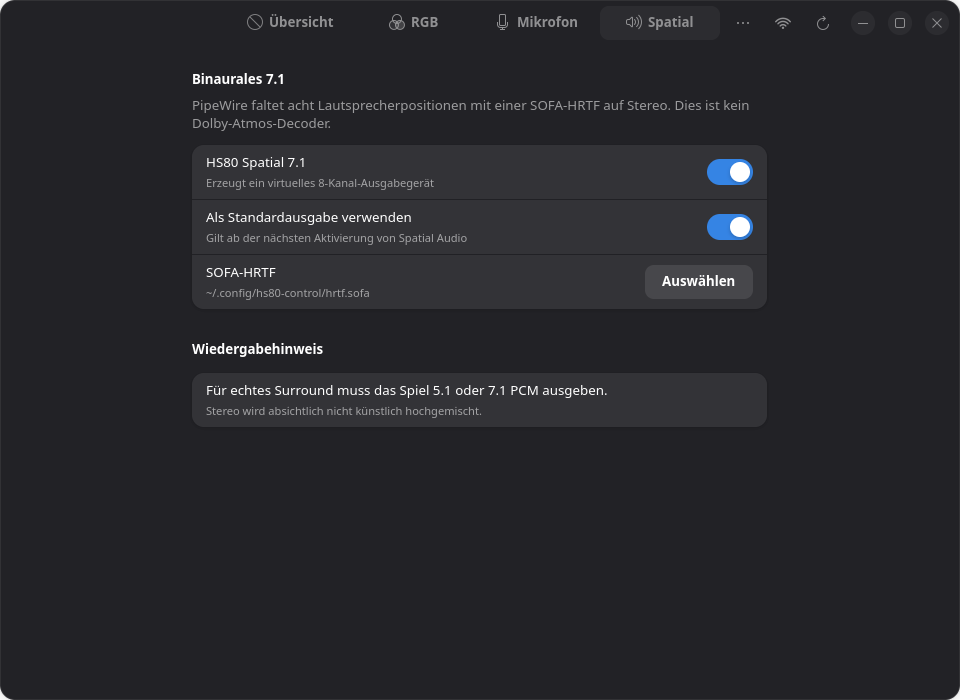 Übersicht
RGB
Mikrofon
Spatial
Binaurales 7.1
PipeWire faltet acht Lautsprecherpositionen mit einer SOFA-HRTF auf Stereo. Dies ist kein
Dolby-Atmos-Decoder.
HS80 Spatial 7.1
Erzeugt ein virtuelles 8-Kanal-Ausgabegerät
Als Standardausgabe verwenden
Gilt ab der nächsten Aktivierung von Spatial Audio
SOFA-HRTF
~/.config/hs80-control/hrtf.sofa
Auswählen
Wiedergabehinweis
Für echtes Surround muss das Spiel 5.1 oder 7.1 PCM ausgeben.
Stereo wird absichtlich nicht künstlich hochgemischt.